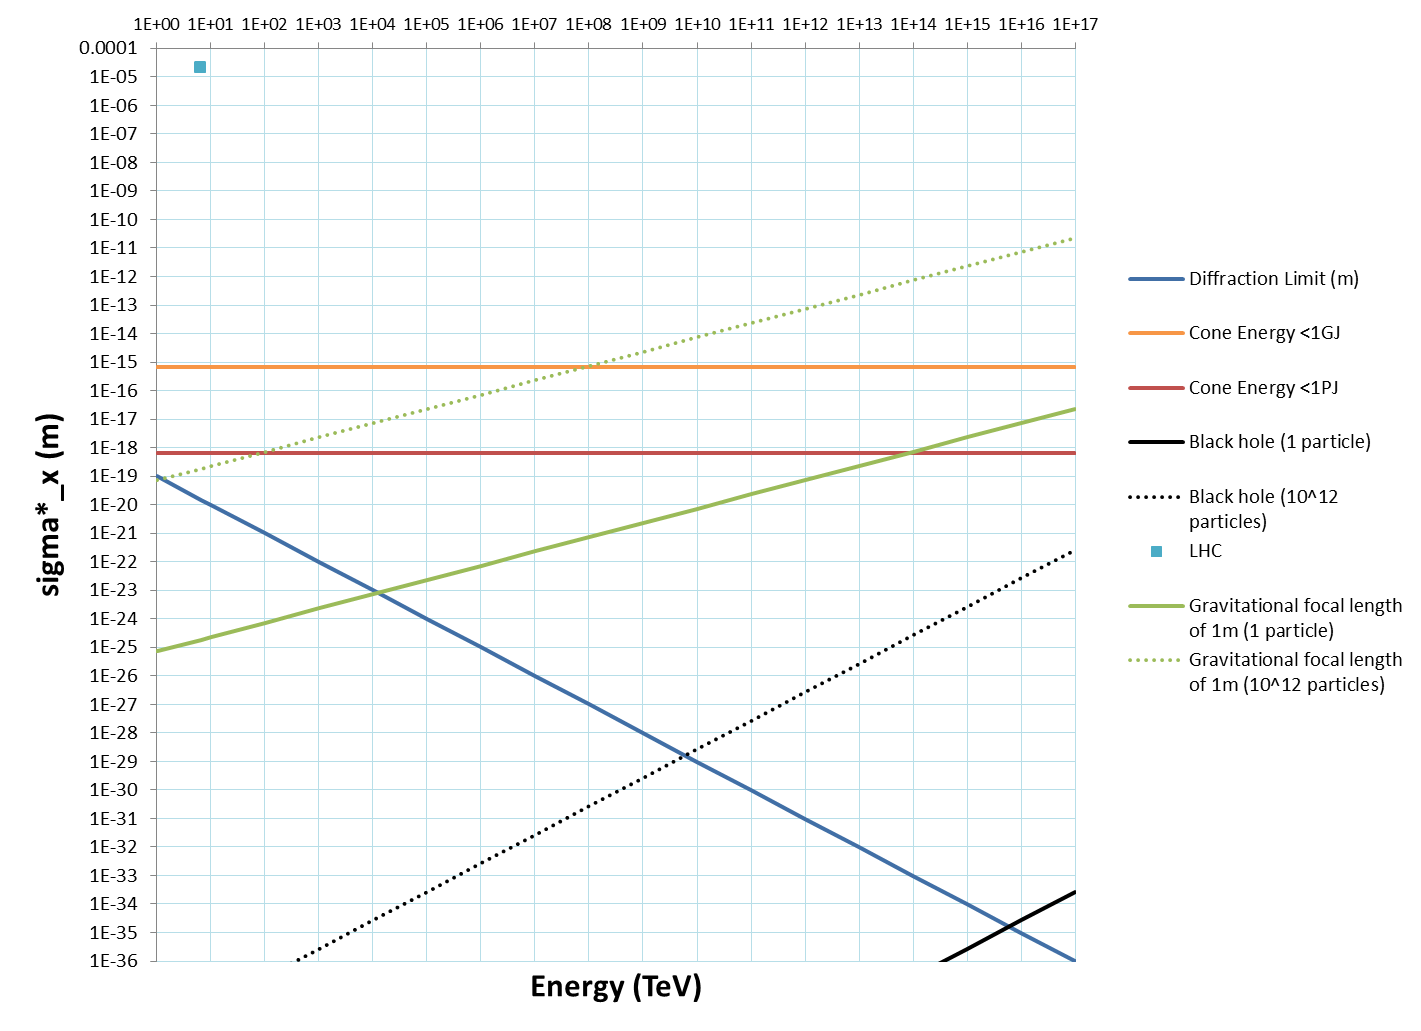 1E+00 1E+01 1E+02 1E+03 1E+04 1E+05 1E+06 1E+07 1E+08 1E+09 1E+10 1E+11 1E+12 1E+13 1E+14 1E+15 1E+16 1E+17
0.0001
1E-05
1E-06
1E-07
1E-08
1E-09
1E-10
1E-11
1E-12
1E-13
1E-14
1E-15
1E-16
1E-17
1E-18
1E-19
1E-20
1E-21
1E-22
1E-23
1E-24
1E-25
1E-26
1E-27
1E-28
1E-29
1E-30
1E-31
1E-32
1E-33
1E-34
1E-35
1E-36
sigma*_x (m)
Energy (TeV)
Diffraction Limit (m)
Cone Energy <1GJ
Cone Energy <1PJ
Black hole (1 particle)
Black hole (10^12
particles)
LHC
Gravitational focal length
of 1m (1 particle)
Gravitational focal length
of 1m (10^12 particles)